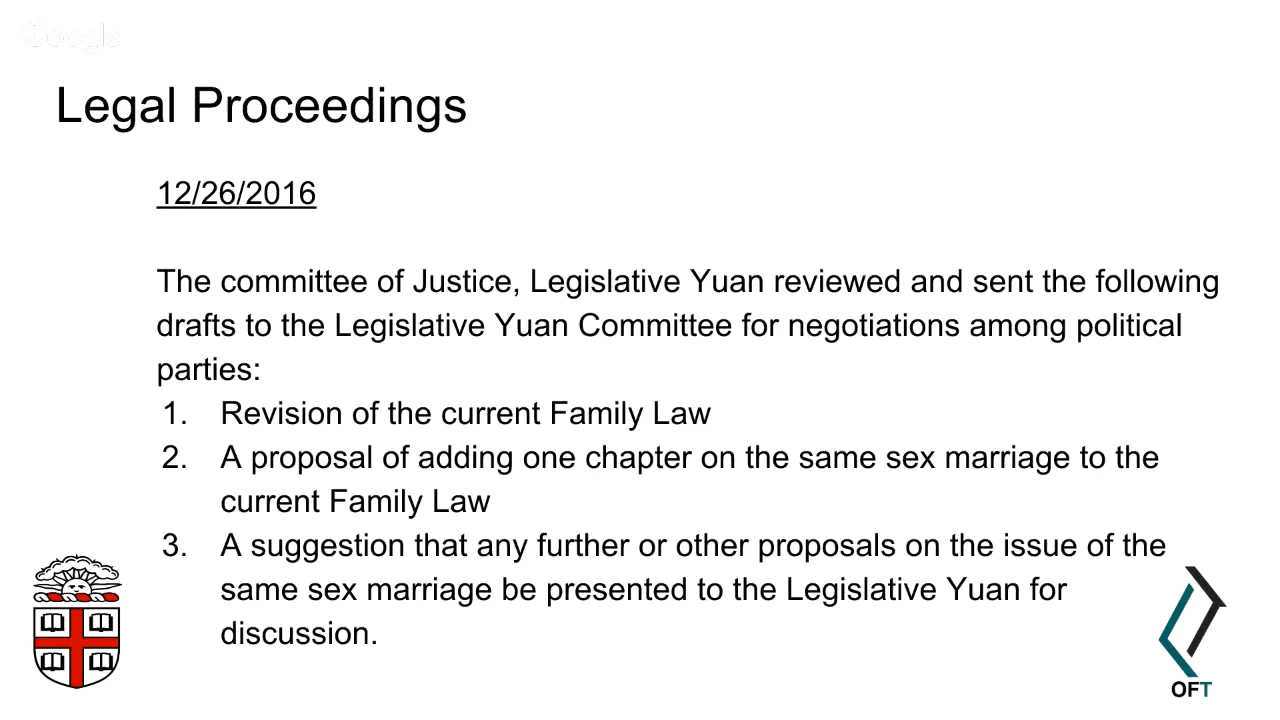 Google
Legal Proceedings
12/26/2016
The committee of Justice, Legislative Yuan reviewed and sent the following
drafts to the Legislative Yuan Committee for negotiations among political
parties:
1. Revision of the current Family Law
2. A proposal of adding one chapter on the same sex marriage to the
current Family Law
3. A suggestion that any further or other proposals on the issue of the
same sex marriage be presented to the Legislative Yuan for
discussion.
OFT